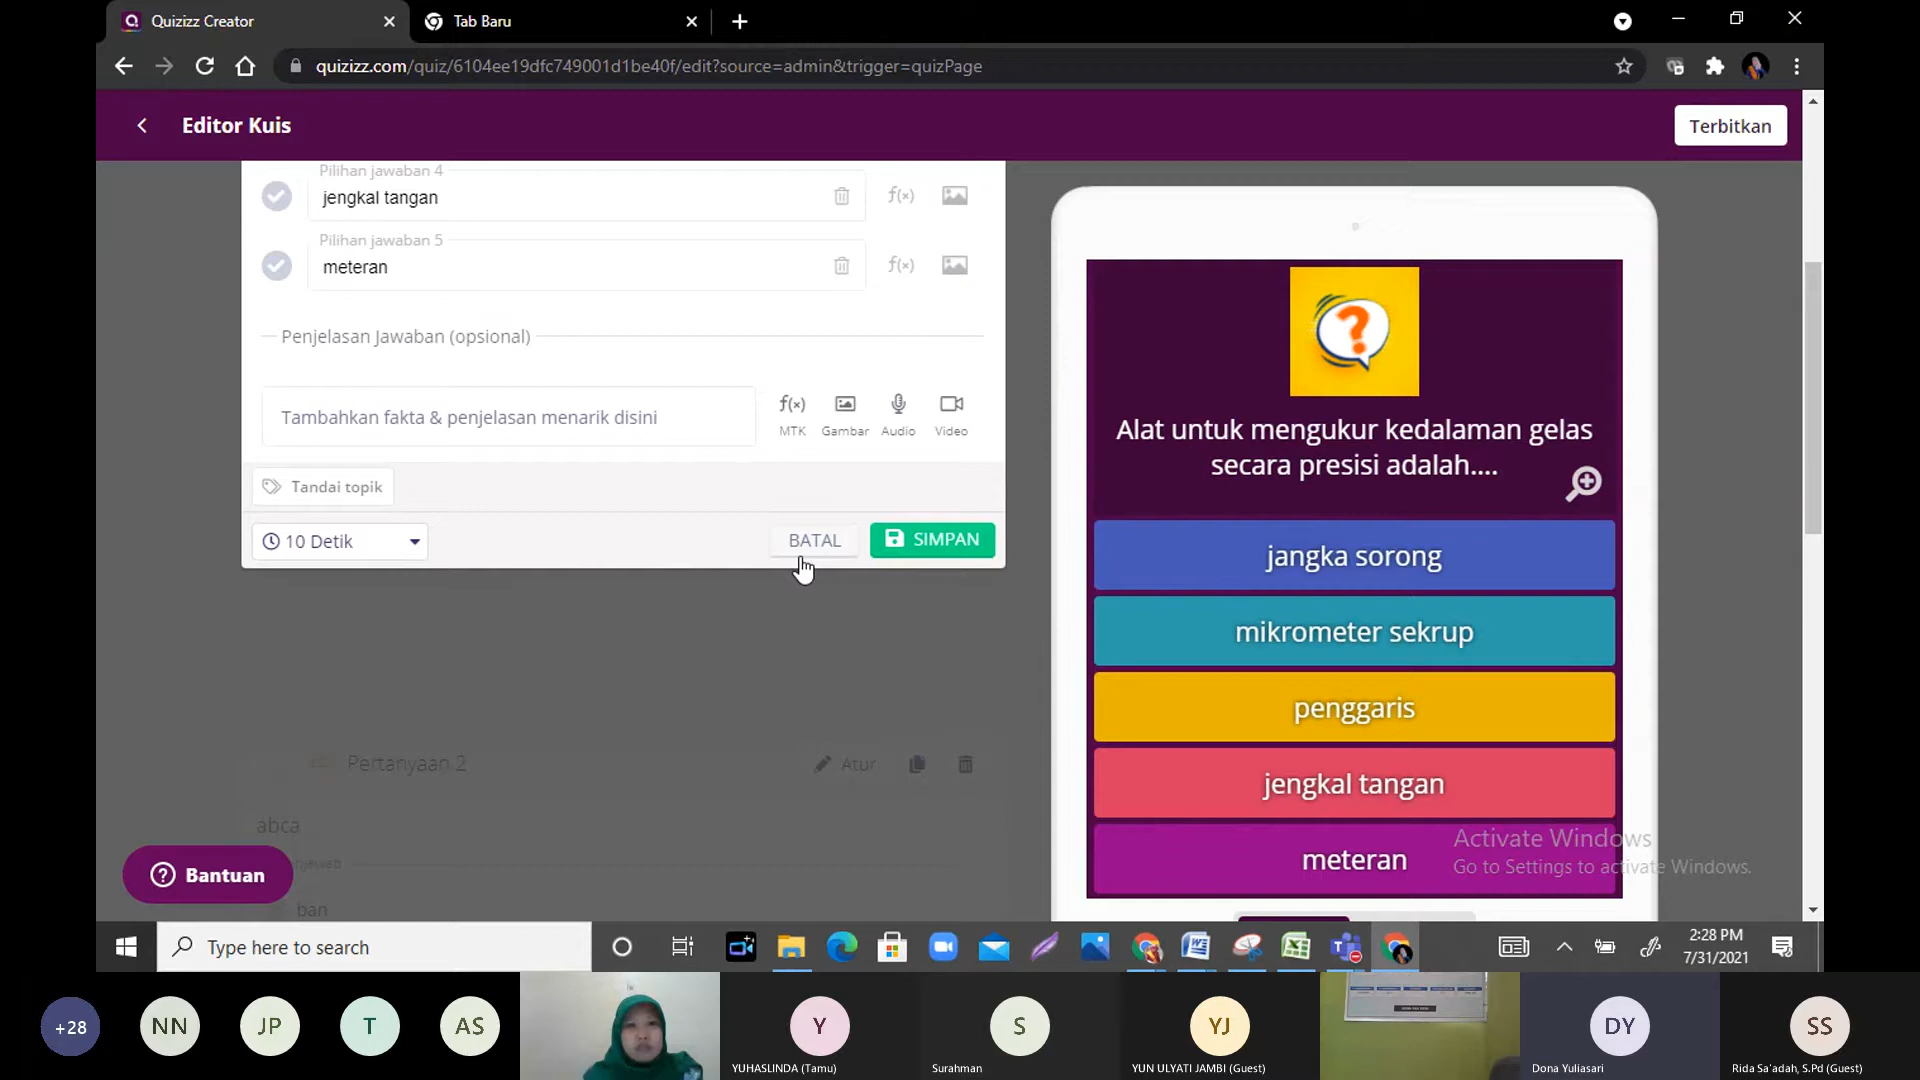 Quizizz Creator
Tab Baru
quizizz.com/quiz/6104ee19dfc749001d1be40f/edit?source=admin&trigger=quizPage
Editor Kuis
Terbitkan
Pilihan jawaban 4
jengkal tangan
f(x)
Pilihan jawaban 5
meteran
f(x)
Penjelasan Jawaban (opsional)
Tambahkan fakta & penjelasan menarik disini
f(x)
MTK
Gambar
Audio
Video
Tandai topik
10 Detik
BATAL
SIMPAN
Pertanyaan 2
Atur
abca
ban
Bantuan
?
Alat untuk mengukur kedalaman gelas
secara presisi adalah....
jangka sorong
mikrometer sekrup
penggaris
jengkal tangan
meteran
Activate Windows
Go to Settings to activate Windows.
Type here to search
2:28 PM
7/31/2021
+28
NN
JP
T
AS
Y
YUHASLINDA (Tamu)
S
Surahman
YJ
YUN ULYATI JAMBI (Guest)
DY
Dona Yuliasari
SS
Rida Sa'adah, S.Pd (Guest)